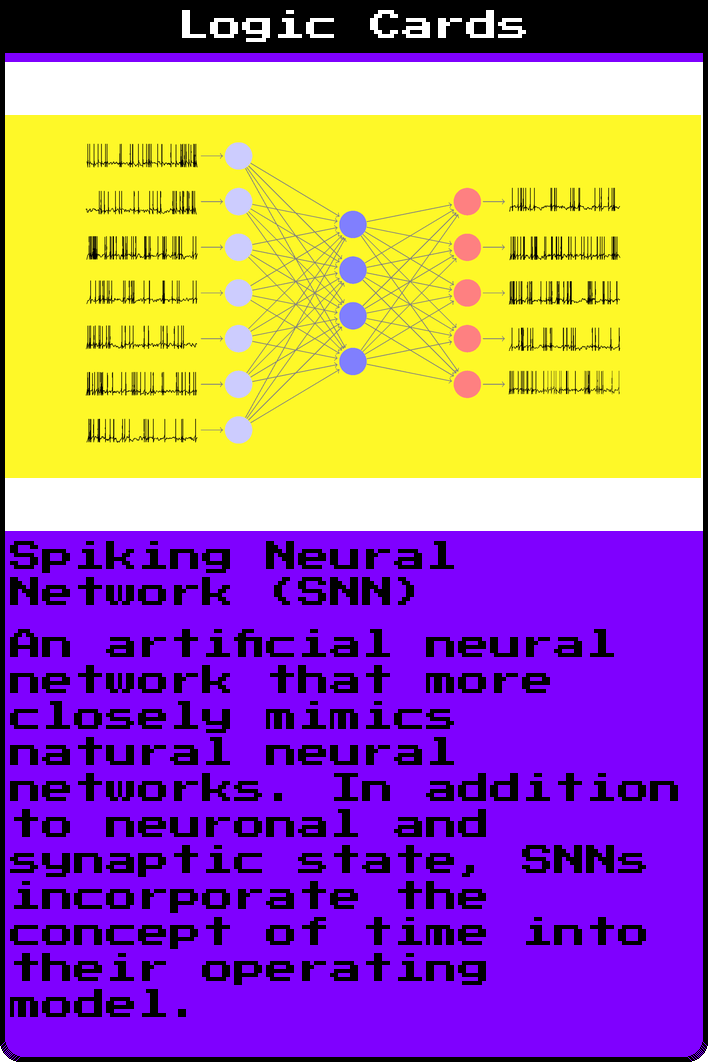 Logic Cards
Spiking Neural
Network (SNN)
An artificial neural
network that more
closely mimics
natural neural
networks. In addition
to neuronal and
synaptic state, SNNs
incorporate the
concept of time into
their operating
model.